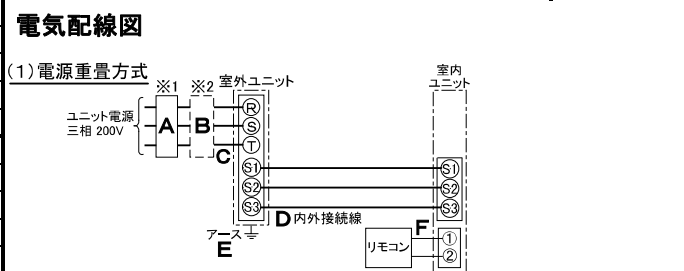 電気配線図
(1)電源重畳方式
※1 ※2 室外ユニット 室内
ユニット
ユニット電源
三相 200V
A B C
R
S
T
S1 S1
S2 S2
S3 S3
D 内外接続線
アース
E
リモコン F ①
②